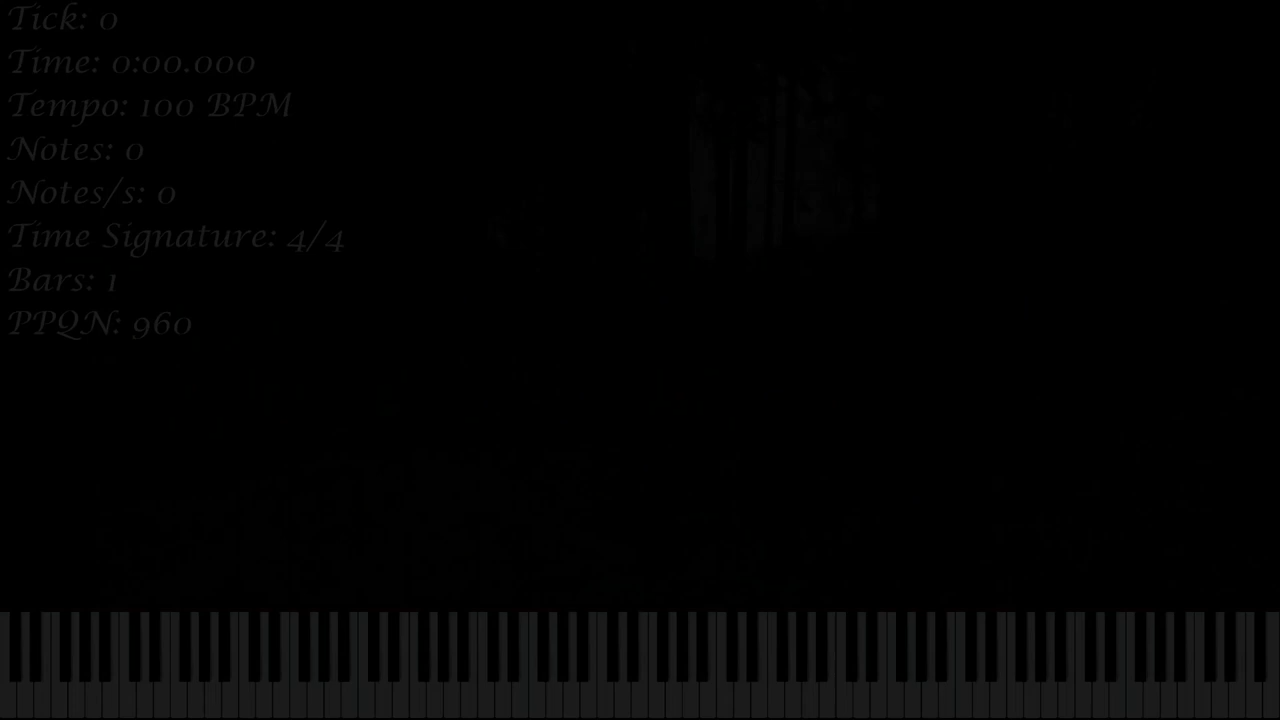 Tick: 0
Time: 0:00.000
Tempo: 100 BPM
Notes: 0
Notes/s: 0
Time Signature: 4/4
Bars: 1
PPQN: 960